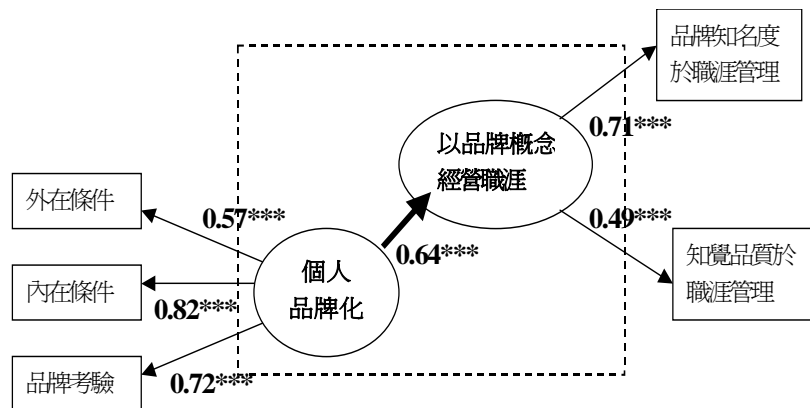 品牌知名度
於職涯管理
0.71***
以品牌概念
經營職涯
外在條件
0.57***
0.49***
0.64***
知覺品質於
職涯管理
個人
品牌化
內在條件
0.82***
品牌考驗
0.72***